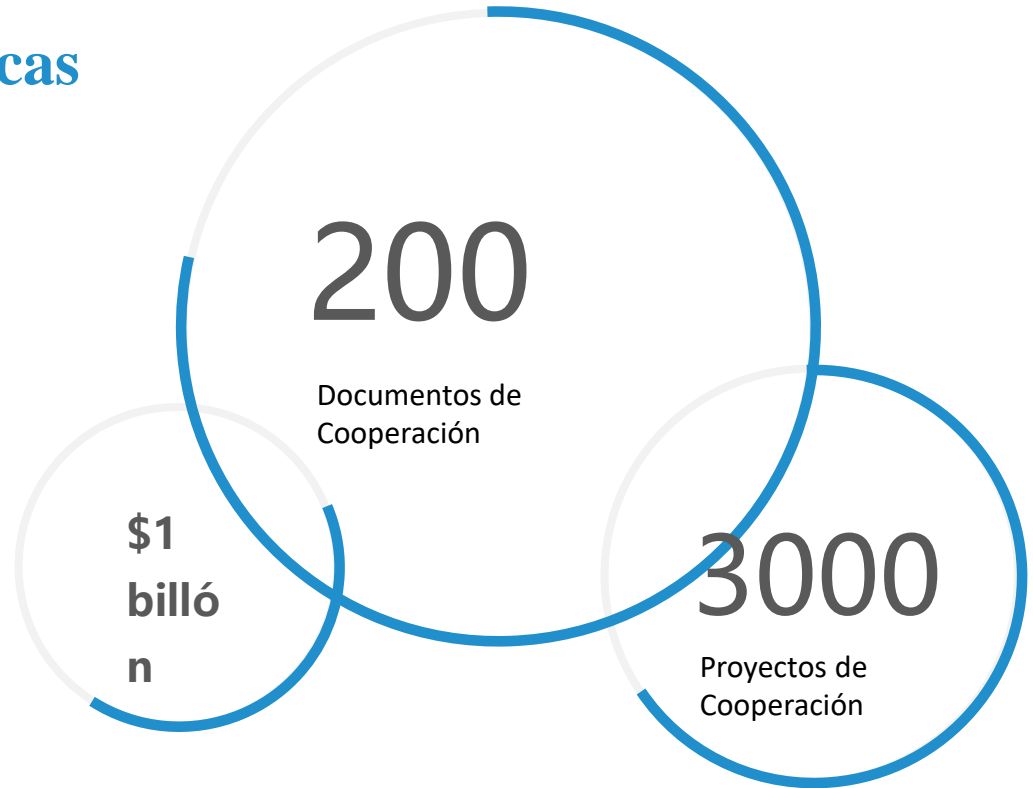 cas
200
Documentos de
Cooperación
$1
billó
n
3000
Proyectos de
Cooperación